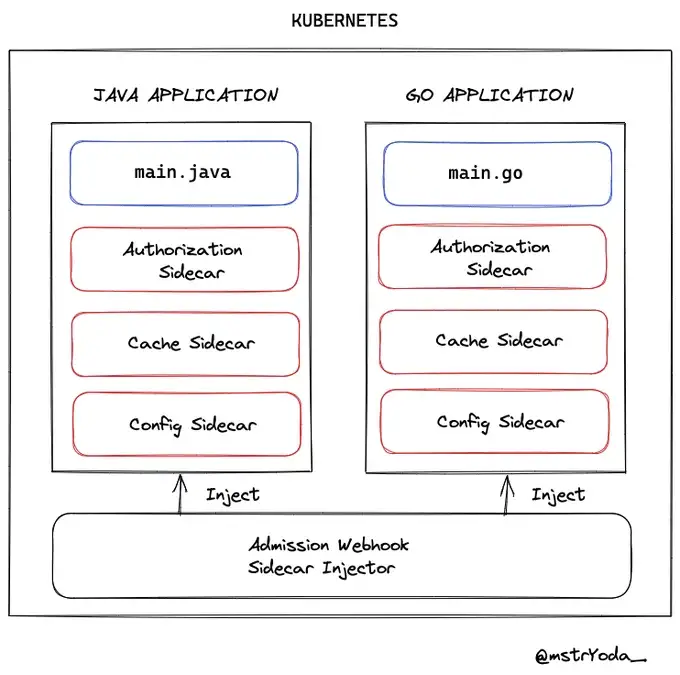 KUBERNETES
JAVA APPLICATION
GO APPLICATION
main.java
main.go
Authorization
Sidecar
Authorization
Sidecar
Cache Sidecar
Cache Sidecar
Config Sidecar
Config Sidecar
Inject
Inject
Admission Webhook
Sidecar Injector
@mstrYoda_